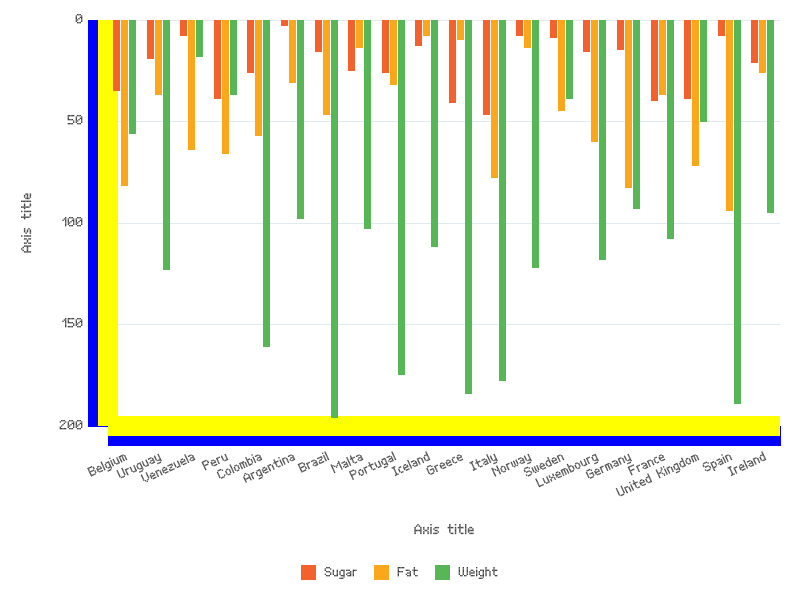 0
50
100
150
200
Axis title
Belgium
Uruguay
Venezuela
Peru
Colombia
Argentina
Brazil
Malta
Portugal
Iceland
Greece
Italy
Norway
Sweden
Luxembourg
Germany
France
United Kingdom
Spain
Ireland
Axis title
Sugar Fat Weight